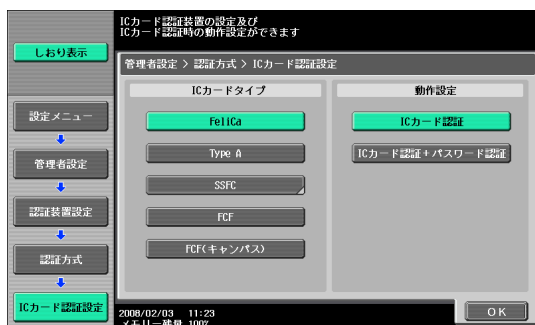 ICカード認証装置の設定及び
ICカード認証時の動作設定ができます
しおり表示
管理者設定 > 認証方式 > ICカード認証設定
ICカードタイプ
動作設定
設定メニュー
FeliCa
ICカード認証
Type A
ICカード認証+パスワード認証
管理者設定
SSFC
認証装置設定
FCF
FCF(キャンパス)
認証方式
ICカード認証設定
2008/02/03 11:23
メモリー残量 100%
OK